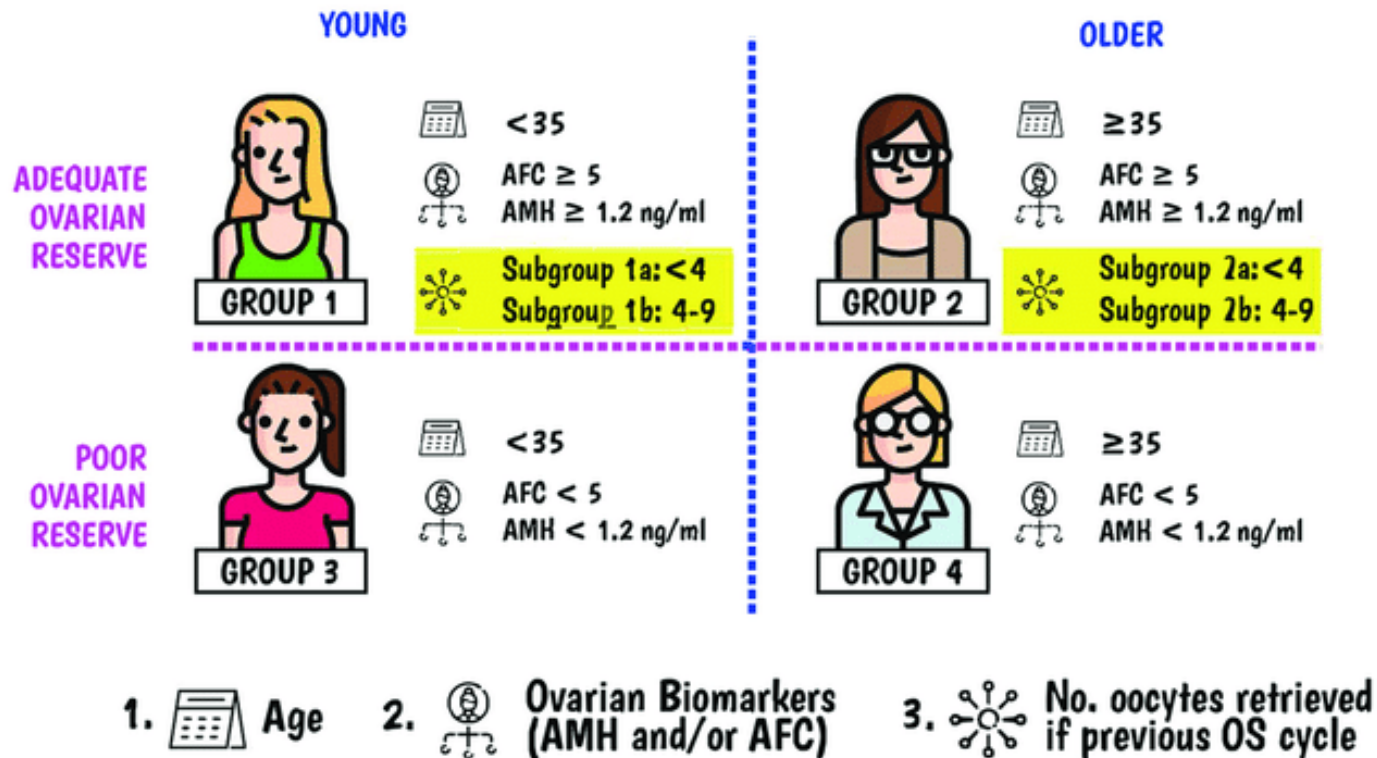 YOUNG
OLDER
ADEQUATE
OVARIAN
RESERVE
<35
AFC ≥ 5
AMH ≥ 1.2 ng/ml
Subgroup 1a:<4
Subgroup 1b: 4-9
GROUP 1
≥35
AFC ≥ 5
AMH ≥ 1.2 ng/ml
Subgroup 2a:<4
Subgroup 2b: 4-9
GROUP 2
POOR
OVARIAN
RESERVE
<35
AFC < 5
AMH < 1.2 ng/ml
GROUP 3
≥35
AFC < 5
AMH < 1.2 ng/ml
GROUP 4
1. Age
2. Ovarian Biomarkers
(AMH and/or AFC)
3. No. oocytes retrieved
if previous OS cycle